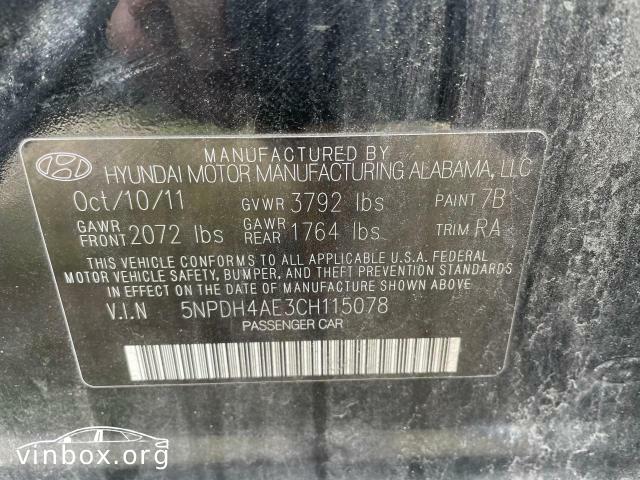 MANUFACTURED BY
HYUNDAI MOTOR MANUFACTURING ALABAMA, LLC
Oct/10/11 GVWR 3792 lbs PAINT 7B
GAWR FRONT 2072 lbs GAWR REAR 1764 lbs TRIM RA
THIS VEHICLE CONFORMS TO ALL APPLICABLE U.S.A. FEDERAL
MOTOR VEHICLE SAFETY, BUMPER, AND THEFT PREVENTION
STANDARDS IN EFFECT ON THE DATE OF MANUFACTURE SHOWN ABOVE
V.I.N 5NPDH4AE3CH115078
PASSENGER CAR
vinbox.org